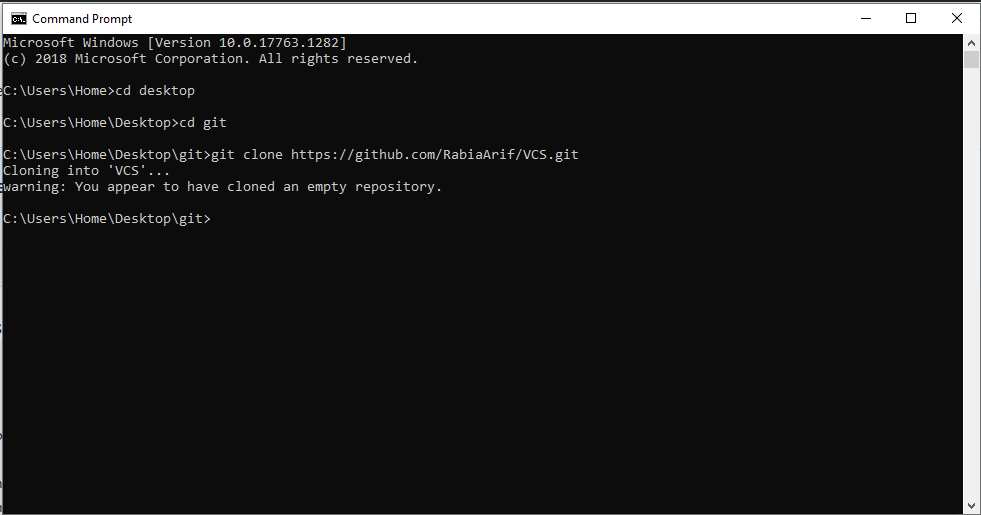 Command Prompt
Microsoft Windows [Version 10.0.17763.1282]
(c) 2018 Microsoft Corporation. All rights reserved.
C:\Users\Home>cd desktop
C:\Users\Home\Desktop>cd git
C:\Users\Home\Desktop\git>git clone https://github.com/RabiaArif/VCS.git
Cloning into 'VCS'...
warning: You appear to have cloned an empty repository.
C:\Users\Home\Desktop\git>